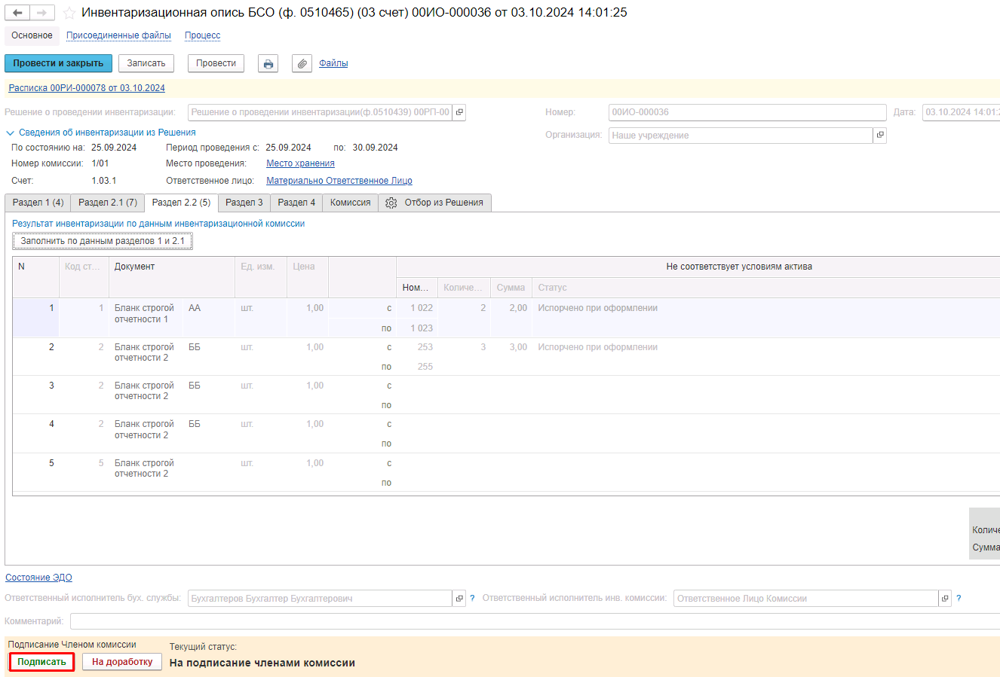 Инвентаризационная опись БСО (ф. 0510465) (03 счет) 00ИО-000036 от 03.10.2024 14:01:25
Основное Присоединенные файлы Процесс
Провести и закрыть Записать Провести Файлы
Расписка 00РИ-000078 от 03.10.2024
Решение о проведении инвентаризации: Решение о проведении инвентаризации(ф.0510439) 00РП-00 Номер: 00ИО-000036 Дата: 03.10.2024 14:01:2
Сведения об инвентаризации из Решения Организация: Наше учреждение
По состоянию на: 25.09.2024 Период проведения с: 25.09.2024 по: 30.09.2024
Номер комиссии: 1/01 Место проведения: Место хранения
Счет: 1.03.1 Ответственное лицо: Материально Ответственное Лицо
Раздел 1 (4) Раздел 2.1 (7) Раздел 2.2 (5) Раздел 3 Раздел 4 Комиссия Отбор из Решения
Результат инвентаризации по данным инвентаризационной комиссии
Заполнить по данным разделов 1 и 2.1
N Код ст... Документ Ед. изм. Цена Не соответствует условиям актива
Ном... Количе... Сумма Статус
1 1 Бланк строгой АА шт. 1,00 с 1 022 2 2,00 Испорчено при оформлении
отчетности 1
по 1 023
2 2 Бланк строгой ББ шт. 1,00 с 253 3 3,00 Испорчено при оформлении
отчетности 2
по 255
3 2 Бланк строгой ББ шт. 1,00 с
отчетности 2
по
4 2 Бланк строгой ББ шт. 1,00 с
отчетности 2
по
5 5 Бланк строгой шт. 1,00 с
отчетности 2
по
Количе
Сумма
Состояние ЭДО
Ответственный исполнитель бух. службы: Бухгалтеров Бухгалтер Бухгалтерович ? Ответственный исполнитель инв. комиссии: Ответственное Лицо Комиссии ?
Комментарий:
Подписание Членом комиссии Текущий статус:
Подписать На доработку На подписание членами комиссии